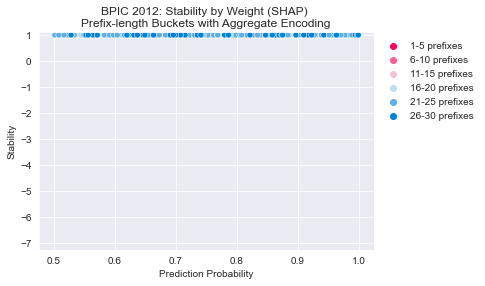 BPIC 2012: Stability by Weight (SHAP)
Prefix-length Buckets with Aggregate Encoding
1
0
−1
−2
−3
−4
−5
−6
−7
Stability
0.5 0.6 0.7 0.8 0.9 1.0
Prediction Probability
1-5 prefixes
6-10 prefixes
11-15 prefixes
16-20 prefixes
21-25 prefixes
26-30 prefixes